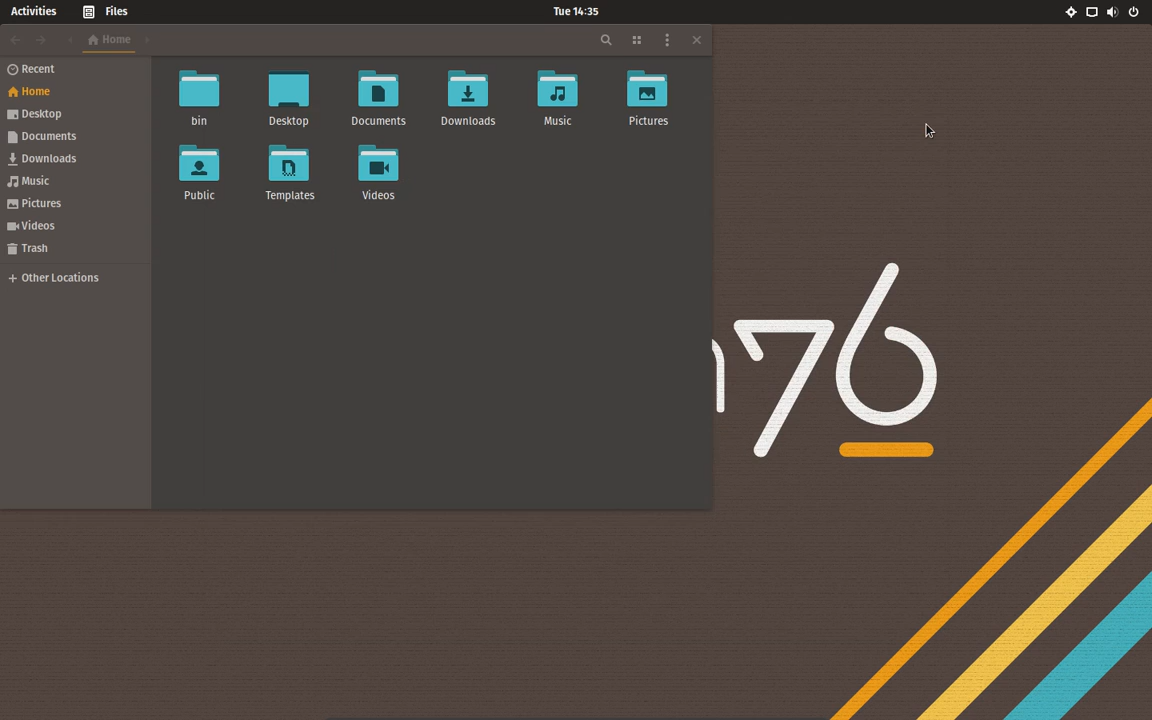 Activities Files Tue 14:35
Home
Recent
Home
Desktop
Documents
Downloads
Music
Pictures
Videos
Trash
Other Locations
bin Desktop Documents Downloads Music Pictures
Public Templates Videos
76